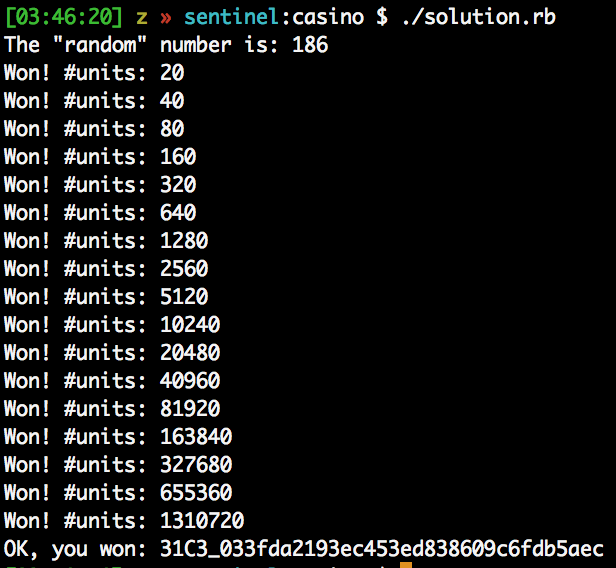 [03:46:20] z » sentinel:casino $ ./solution.rb
The "random" number is: 186
Won! #units: 20
Won! #units: 40
Won! #units: 80
Won! #units: 160
Won! #units: 320
Won! #units: 640
Won! #units: 1280
Won! #units: 2560
Won! #units: 5120
Won! #units: 10240
Won! #units: 20480
Won! #units: 40960
Won! #units: 81920
Won! #units: 163840
Won! #units: 327680
Won! #units: 655360
Won! #units: 1310720
OK, you won: 31C3_033fda2193ec453ed838609c6fdb5aec